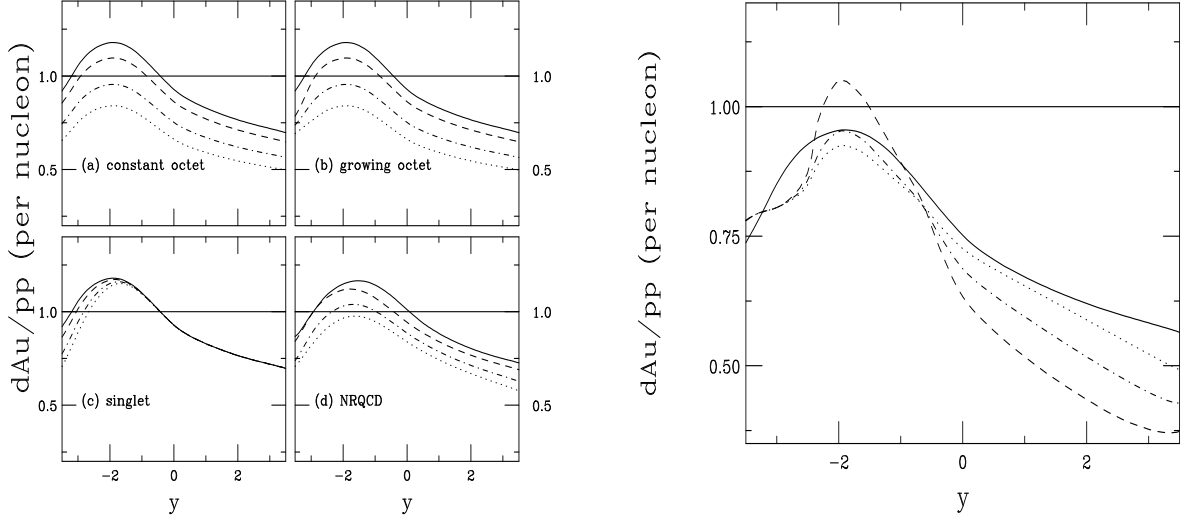 dAu/pp (per nucleon)
1.0
0.5
(a) constant octet
(b) growing octet
1.0
0.5
1.0
0.5
(c) singlet
(d) NRQCD
1.0
0.5
-2
0
2
-2
0
2
y
y
dAu/pp (per nucleon)
1.00
0.75
0.50
-2
0
2
y